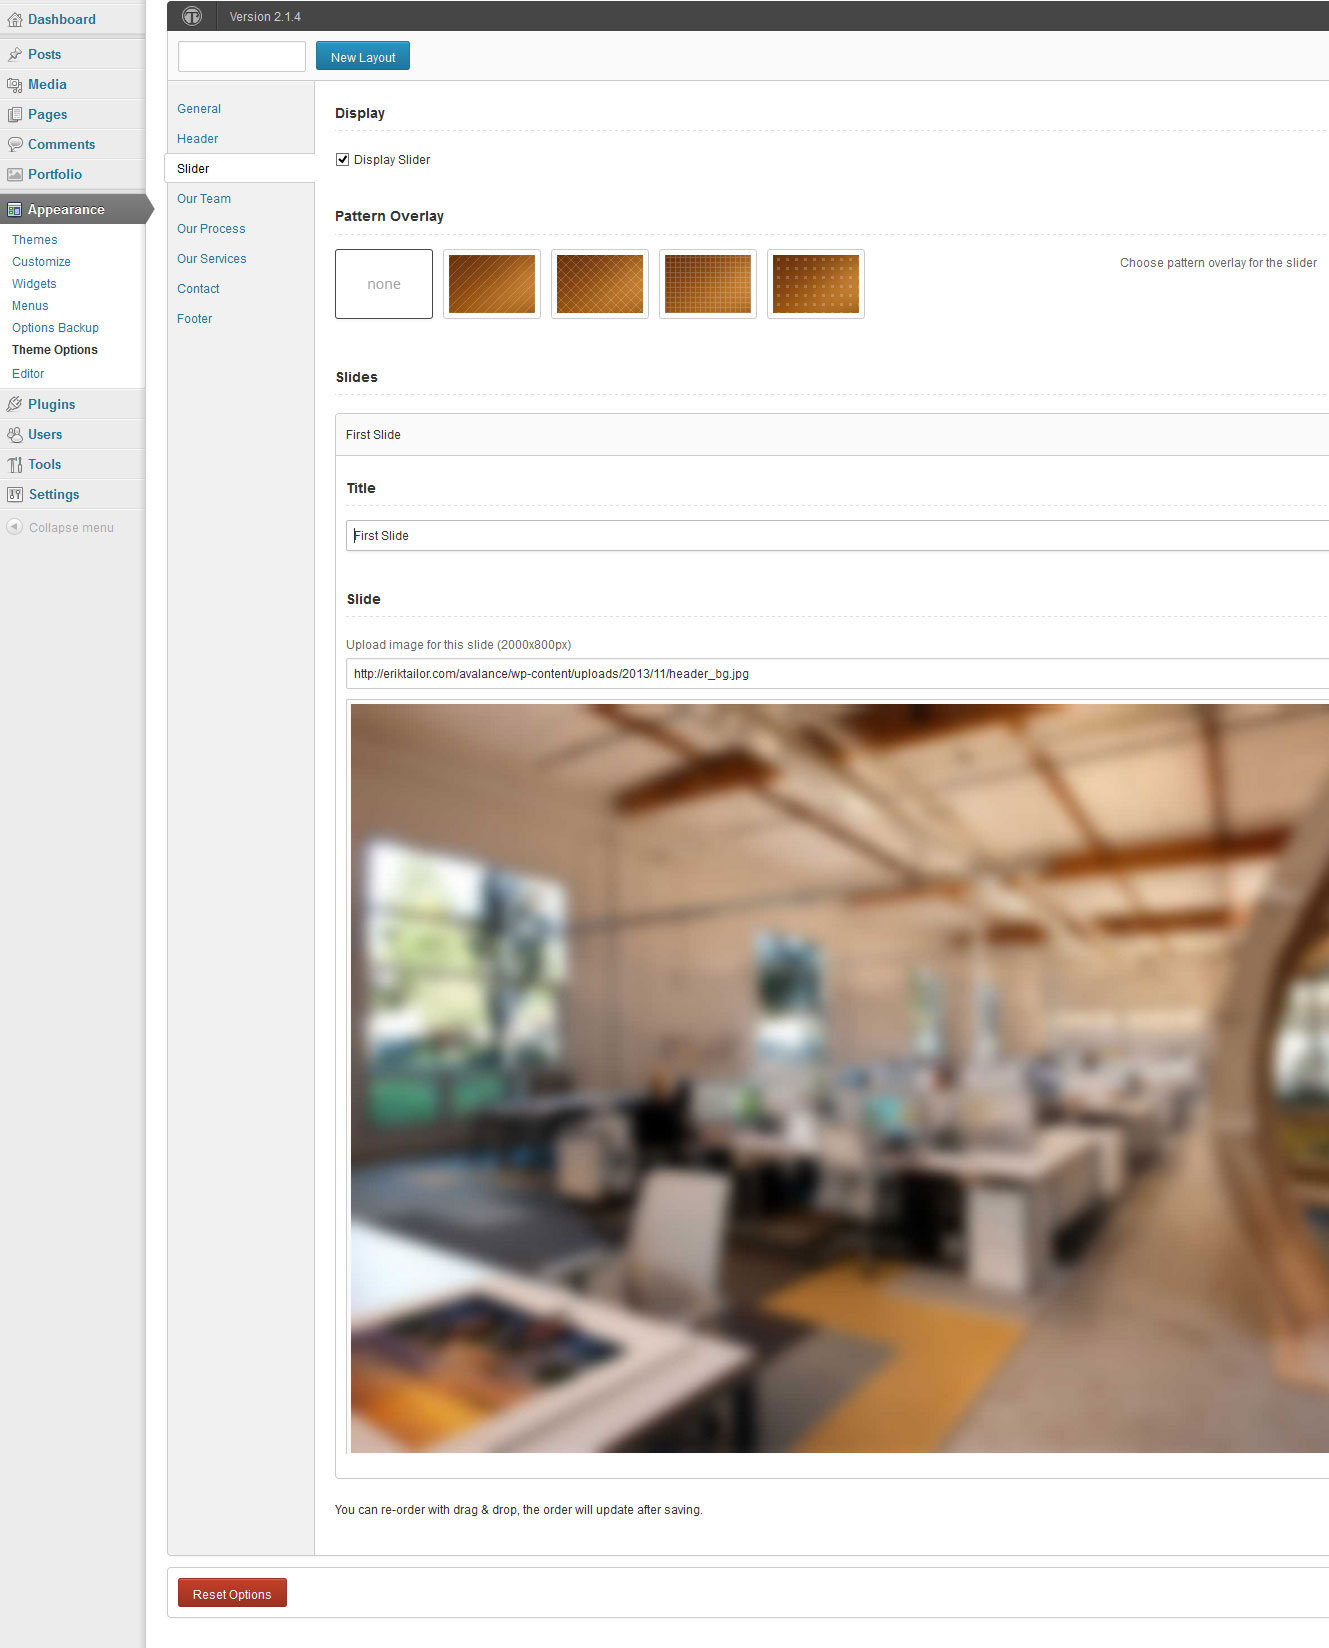 Dashboard
Posts
Media
Pages
Comments
Portfolio
Appearance
Themes
Customize
Widgets
Menus
Options Backup
Theme Options
Editor
Plugins
Users
Tools
Settings
Collapse menu
Version 2.1.4
New Layout
General
Header
Slider
Our Team
Our Process
Our Services
Contact
Footer
Display
Display Slider
Pattern Overlay
none
Choose pattern overlay for the slider
Slides
First Slide
Title
First Slide
Slide
Upload image for this slide (2000x800px)
http://eriktailor.com/avalance/wp-content/uploads/2013/11/header_bg.jpg
You can re-order with drag & drop, the order will update after saving.
Reset Options